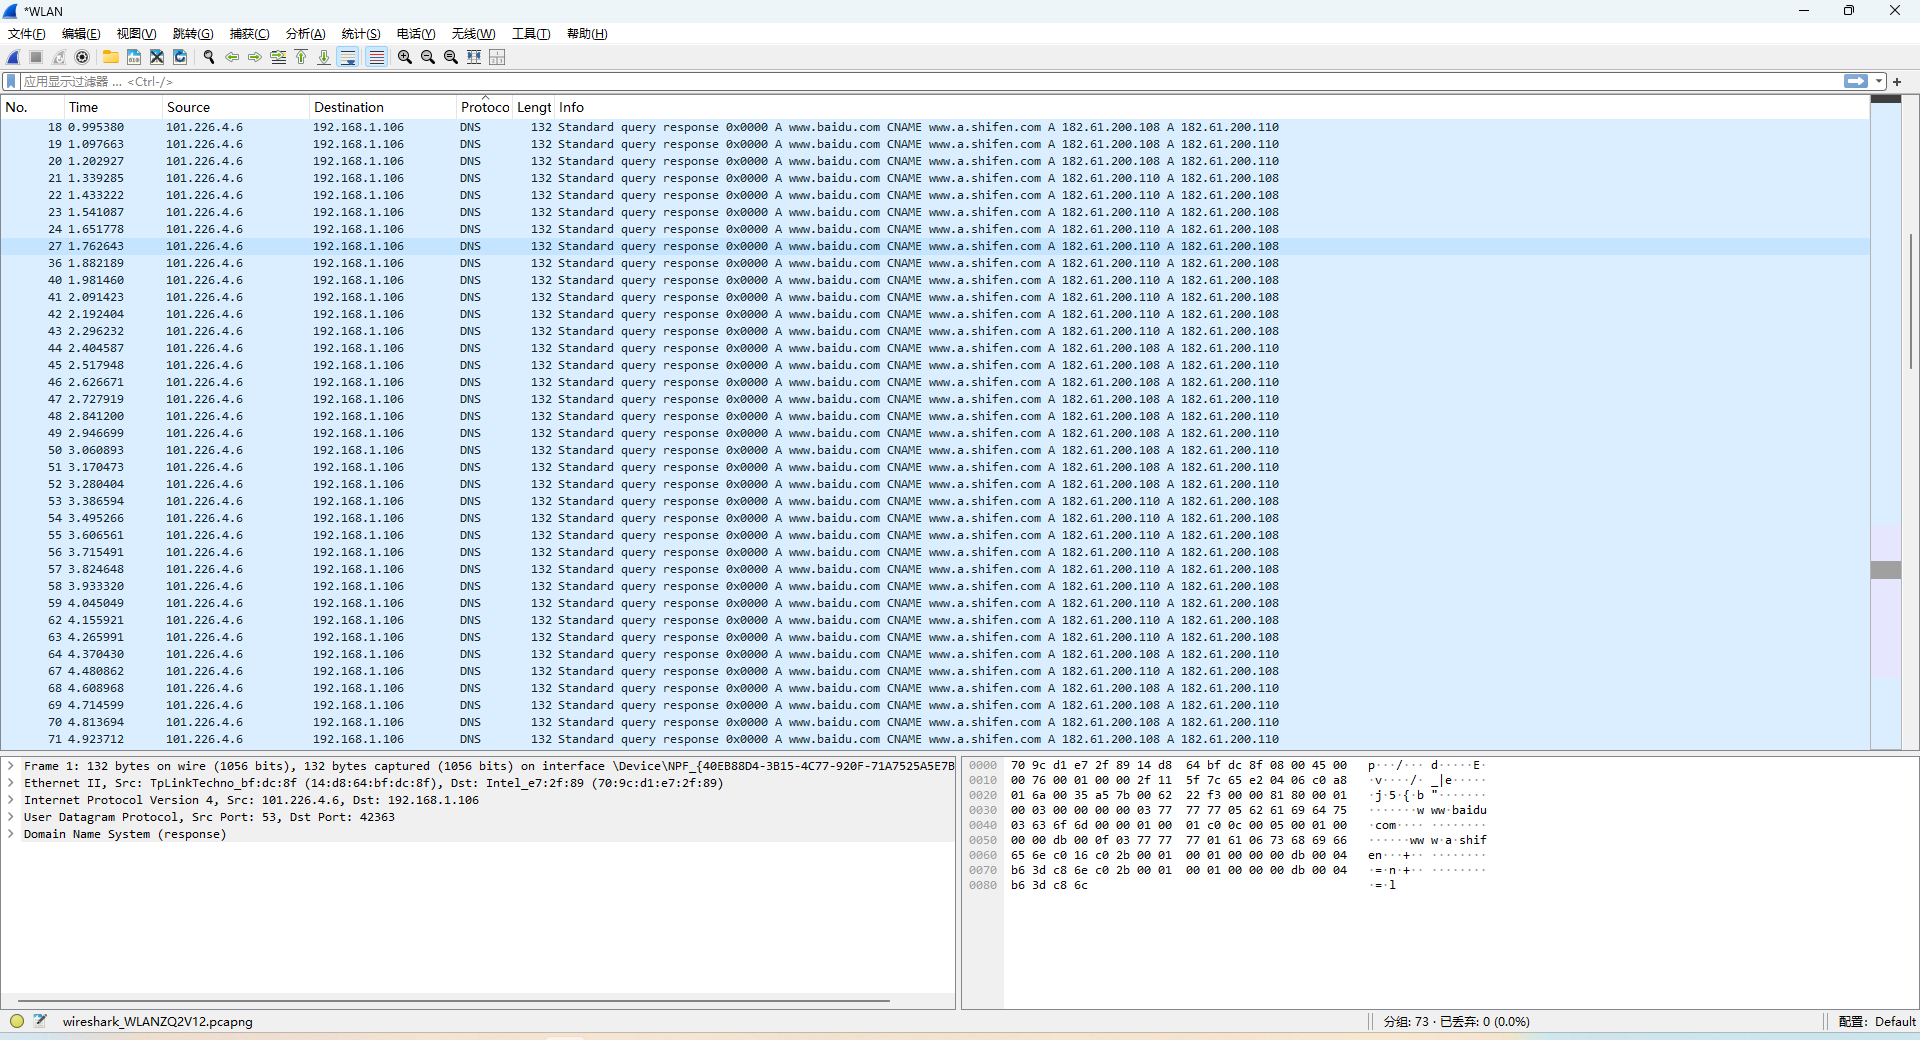 *WLAN
文件(F) 编辑(E) 视图(V) 跳转(G) 捕获(C) 分析(A) 统计(S) 电话(Y) 无线(W) 工具(T) 帮助(H)
应用显示过滤器 … <Ctrl-/>
No. Time Source Destination Protoco Lengt Info
18 0.995380 101.226.4.6 192.168.1.106 DNS 132 Standard query response 0x0000 A www.baidu.com CNAME www.a.shifen.com A 182.61.200.108 A 182.61.200.110
19 1.097663 101.226.4.6 192.168.1.106 DNS 132 Standard query response 0x0000 A www.baidu.com CNAME www.a.shifen.com A 182.61.200.108 A 182.61.200.110
20 1.202927 101.226.4.6 192.168.1.106 DNS 132 Standard query response 0x0000 A www.baidu.com CNAME www.a.shifen.com A 182.61.200.108 A 182.61.200.110
21 1.339285 101.226.4.6 192.168.1.106 DNS 132 Standard query response 0x0000 A www.baidu.com CNAME www.a.shifen.com A 182.61.200.110 A 182.61.200.108
22 1.433222 101.226.4.6 192.168.1.106 DNS 132 Standard query response 0x0000 A www.baidu.com CNAME www.a.shifen.com A 182.61.200.110 A 182.61.200.108
23 1.541087 101.226.4.6 192.168.1.106 DNS 132 Standard query response 0x0000 A www.baidu.com CNAME www.a.shifen.com A 182.61.200.110 A 182.61.200.108
24 1.651778 101.226.4.6 192.168.1.106 DNS 132 Standard query response 0x0000 A www.baidu.com CNAME www.a.shifen.com A 182.61.200.110 A 182.61.200.108
27 1.762643 101.226.4.6 192.168.1.106 DNS 132 Standard query response 0x0000 A www.baidu.com CNAME www.a.shifen.com A 182.61.200.110 A 182.61.200.108
36 1.882189 101.226.4.6 192.168.1.106 DNS 132 Standard query response 0x0000 A www.baidu.com CNAME www.a.shifen.com A 182.61.200.110 A 182.61.200.108
40 1.981460 101.226.4.6 192.168.1.106 DNS 132 Standard query response 0x0000 A www.baidu.com CNAME www.a.shifen.com A 182.61.200.110 A 182.61.200.108
41 2.091423 101.226.4.6 192.168.1.106 DNS 132 Standard query response 0x0000 A www.baidu.com CNAME www.a.shifen.com A 182.61.200.110 A 182.61.200.108
42 2.192404 101.226.4.6 192.168.1.106 DNS 132 Standard query response 0x0000 A www.baidu.com CNAME www.a.shifen.com A 182.61.200.110 A 182.61.200.108
43 2.296232 101.226.4.6 192.168.1.106 DNS 132 Standard query response 0x0000 A www.baidu.com CNAME www.a.shifen.com A 182.61.200.110 A 182.61.200.108
44 2.404587 101.226.4.6 192.168.1.106 DNS 132 Standard query response 0x0000 A www.baidu.com CNAME www.a.shifen.com A 182.61.200.108 A 182.61.200.110
45 2.517948 101.226.4.6 192.168.1.106 DNS 132 Standard query response 0x0000 A www.baidu.com CNAME www.a.shifen.com A 182.61.200.108 A 182.61.200.110
46 2.626671 101.226.4.6 192.168.1.106 DNS 132 Standard query response 0x0000 A www.baidu.com CNAME www.a.shifen.com A 182.61.200.108 A 182.61.200.110
47 2.727919 101.226.4.6 192.168.1.106 DNS 132 Standard query response 0x0000 A www.baidu.com CNAME www.a.shifen.com A 182.61.200.108 A 182.61.200.110
48 2.841200 101.226.4.6 192.168.1.106 DNS 132 Standard query response 0x0000 A www.baidu.com CNAME www.a.shifen.com A 182.61.200.108 A 182.61.200.110
49 2.946699 101.226.4.6 192.168.1.106 DNS 132 Standard query response 0x0000 A www.baidu.com CNAME www.a.shifen.com A 182.61.200.108 A 182.61.200.110
50 3.060893 101.226.4.6 192.168.1.106 DNS 132 Standard query response 0x0000 A www.baidu.com CNAME www.a.shifen.com A 182.61.200.108 A 182.61.200.110
51 3.170473 101.226.4.6 192.168.1.106 DNS 132 Standard query response 0x0000 A www.baidu.com CNAME www.a.shifen.com A 182.61.200.108 A 182.61.200.110
52 3.280404 101.226.4.6 192.168.1.106 DNS 132 Standard query response 0x0000 A www.baidu.com CNAME www.a.shifen.com A 182.61.200.108 A 182.61.200.110
53 3.386594 101.226.4.6 192.168.1.106 DNS 132 Standard query response 0x0000 A www.baidu.com CNAME www.a.shifen.com A 182.61.200.110 A 182.61.200.108
54 3.495266 101.226.4.6 192.168.1.106 DNS 132 Standard query response 0x0000 A www.baidu.com CNAME www.a.shifen.com A 182.61.200.110 A 182.61.200.108
55 3.606561 101.226.4.6 192.168.1.106 DNS 132 Standard query response 0x0000 A www.baidu.com CNAME www.a.shifen.com A 182.61.200.110 A 182.61.200.108
56 3.715491 101.226.4.6 192.168.1.106 DNS 132 Standard query response 0x0000 A www.baidu.com CNAME www.a.shifen.com A 182.61.200.110 A 182.61.200.108
57 3.824648 101.226.4.6 192.168.1.106 DNS 132 Standard query response 0x0000 A www.baidu.com CNAME www.a.shifen.com A 182.61.200.110 A 182.61.200.108
58 3.933320 101.226.4.6 192.168.1.106 DNS 132 Standard query response 0x0000 A www.baidu.com CNAME www.a.shifen.com A 182.61.200.110 A 182.61.200.108
59 4.045049 101.226.4.6 192.168.1.106 DNS 132 Standard query response 0x0000 A www.baidu.com CNAME www.a.shifen.com A 182.61.200.110 A 182.61.200.108
62 4.155921 101.226.4.6 192.168.1.106 DNS 132 Standard query response 0x0000 A www.baidu.com CNAME www.a.shifen.com A 182.61.200.110 A 182.61.200.108
63 4.265991 101.226.4.6 192.168.1.106 DNS 132 Standard query response 0x0000 A www.baidu.com CNAME www.a.shifen.com A 182.61.200.110 A 182.61.200.108
64 4.370430 101.226.4.6 192.168.1.106 DNS 132 Standard query response 0x0000 A www.baidu.com CNAME www.a.shifen.com A 182.61.200.108 A 182.61.200.110
67 4.480862 101.226.4.6 192.168.1.106 DNS 132 Standard query response 0x0000 A www.baidu.com CNAME www.a.shifen.com A 182.61.200.110 A 182.61.200.108
68 4.608968 101.226.4.6 192.168.1.106 DNS 132 Standard query response 0x0000 A www.baidu.com CNAME www.a.shifen.com A 182.61.200.108 A 182.61.200.110
69 4.714599 101.226.4.6 192.168.1.106 DNS 132 Standard query response 0x0000 A www.baidu.com CNAME www.a.shifen.com A 182.61.200.108 A 182.61.200.110
70 4.813694 101.226.4.6 192.168.1.106 DNS 132 Standard query response 0x0000 A www.baidu.com CNAME www.a.shifen.com A 182.61.200.108 A 182.61.200.110
71 4.923712 101.226.4.6 192.168.1.106 DNS 132 Standard query response 0x0000 A www.baidu.com CNAME www.a.shifen.com A 182.61.200.108 A 182.61.200.110
Frame 1: 132 bytes on wire (1056 bits), 132 bytes captured (1056 bits) on interface \Device\NPF_{40EB88D4-3B15-4C77-920F-71A7525A5E7B
Ethernet II, Src: TpLinkTechno_bf:dc:8f (14:d8:64:bf:dc:8f), Dst: Intel_e7:2f:89 (70:9c:d1:e7:2f:89)
Internet Protocol Version 4, Src: 101.226.4.6, Dst: 192.168.1.106
User Datagram Protocol, Src Port: 53, Dst Port: 42363
Domain Name System (response)
0000 70 9c d1 e7 2f 89 14 d8 64 bf dc 8f 08 00 45 00 p···/··· d·····E·
0010 00 76 00 01 00 00 2f 11 5f 7c 65 e2 04 06 c0 a8 ·v····/· _|e·····
0020 01 6a 00 35 a5 7b 00 62 22 f3 00 00 81 80 00 01 ·j·5·{·b "·······
0030 00 03 00 00 00 00 03 77 77 77 05 62 61 69 64 75 ·······w ww·baidu
0040 03 63 6f 6d 00 00 01 00 01 c0 0c 00 05 00 01 00 ·com···· ········
0050 00 00 db 00 0f 03 77 77 77 01 61 06 73 68 69 66 ······ww w·a·shif
0060 65 6e c0 16 c0 2b 00 01 00 01 00 00 00 db 00 04 en···+·· ········
0070 b6 3d c8 6e c0 2b 00 01 00 01 00 00 00 db 00 04 ·=·n·+·· ········
0080 b6 3d c8 6c ·=·l
wireshark_WLANZQ2V12.pcapng 分组: 73 · 已丢弃: 0 (0.0%) 配置: Default